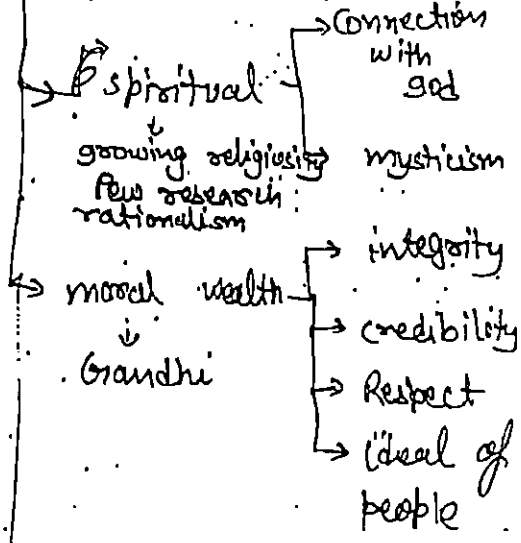 Connection
with
god
spiritual
growing religiosity
Pew research
rationalism
mysticism
moral wealth
Gandhi
integrity
credibility
Respect
ideal of
people